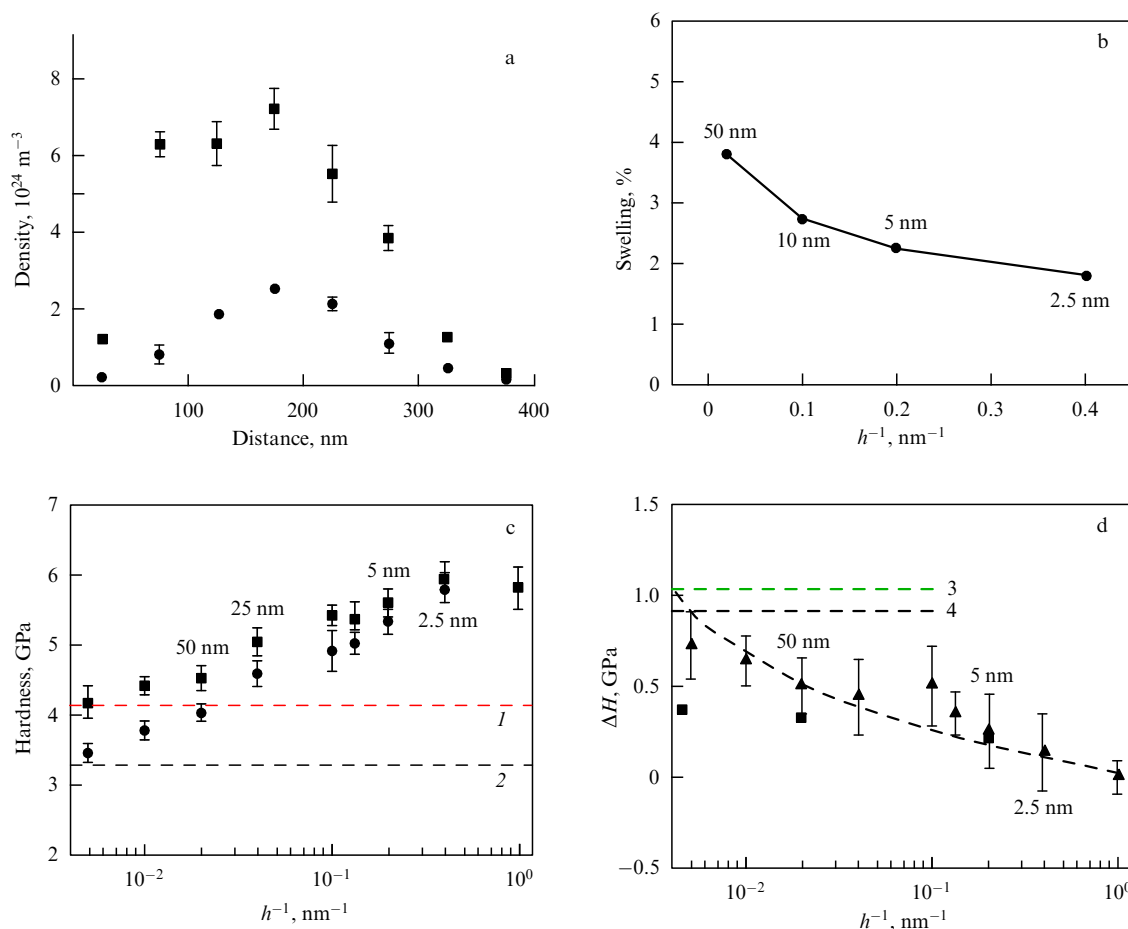 a
8
6
4
2
0
Density, 10²⁴ m⁻³
100
200
300
400
Distance, nm
b
6
5
4
3
2
1
0
Swelling, %
50 nm
10 nm
5 nm
2.5 nm
0
0.1
0.2
0.3
0.4
h⁻¹, nm⁻¹
c
7
6
5
4
3
2
Hardness, GPa
50 nm
25 nm
5 nm
2.5 nm
1
2
10⁻²
10⁻¹
10⁰
h⁻¹, nm⁻¹
d
1.5
1.0
0.5
0
−0.5
ΔH, GPa
3
4
50 nm
5 nm
2.5 nm
10⁻²
10⁻¹
10⁰
h⁻¹, nm⁻¹